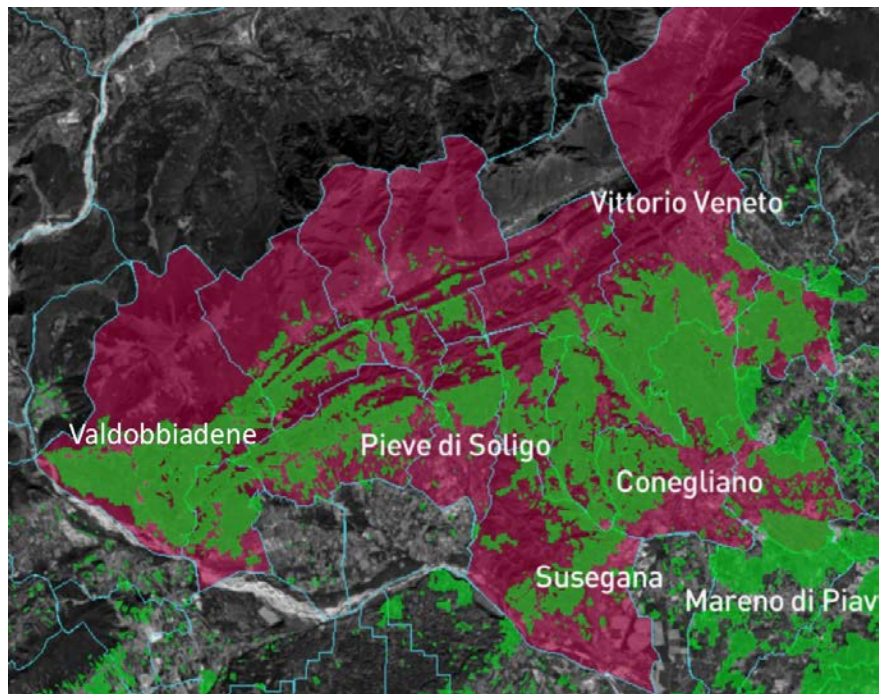 Vittorio Veneto
Valdobbiadene
Pieve di Soligo
Conegliano
Susegana
Mareno di Piav